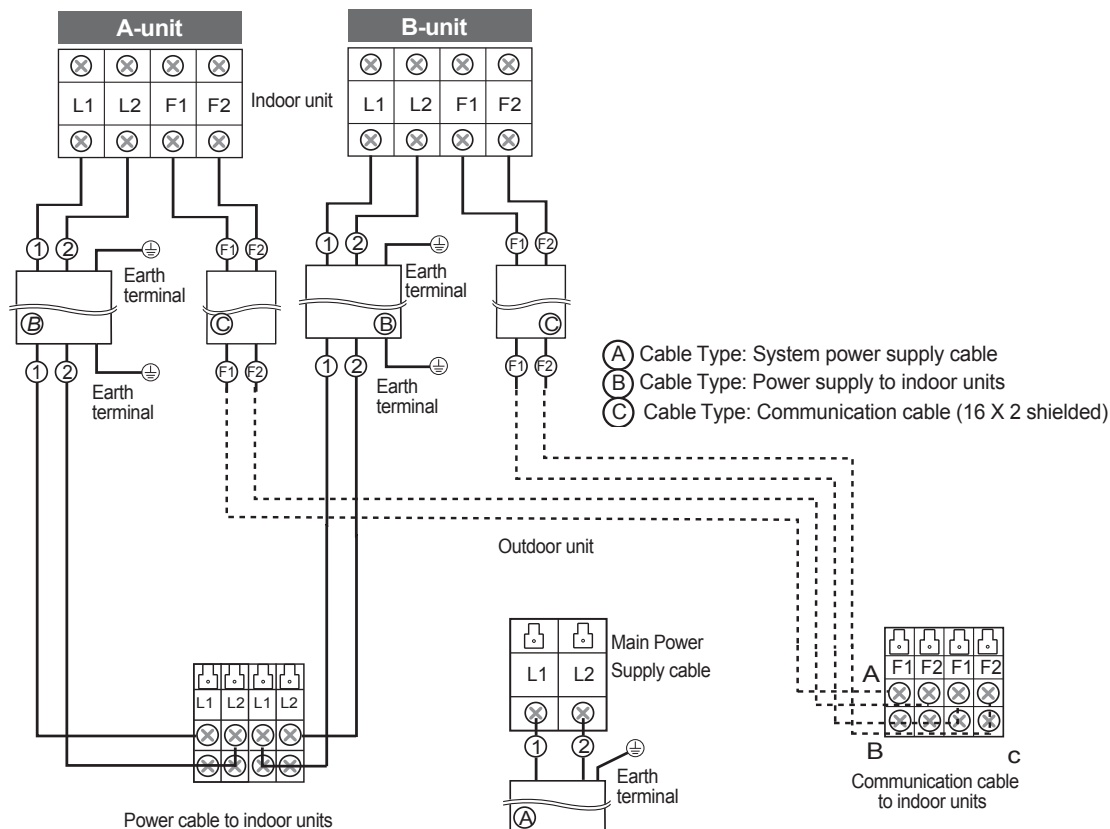 A-unit
B-unit
L1 L2 F1 F2
Indoor unit
L1 L2 F1 F2
1 2
Earth
terminal
F1 F2
1 2
Earth
terminal
F1 F2
B
C
B
C
1 2
Earth
terminal
F1 F2
1 2
Earth
terminal
F1 F2
A Cable Type: System power supply cable
B Cable Type: Power supply to indoor units
C Cable Type: Communication cable (16 X 2 shielded)
Outdoor unit
L1 L2 L1 L2
Power cable to indoor units
Main Power
Supply cable
L1 L2
1 2
Earth
terminal
A
F1 F2 F1 F2
A
B
c
Communication cable
to indoor units